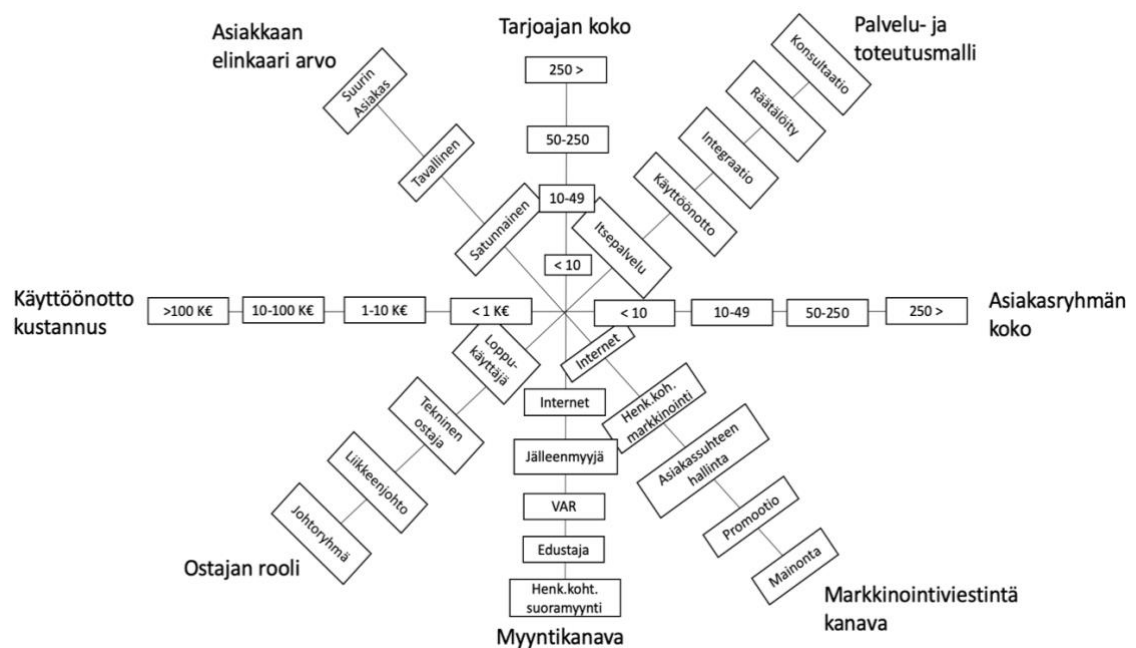 Tarjoajan koko
250 >
50-250
10-49
< 10
Palvelu- ja
toteutusmalli
Konsultaatio
Räätälöity
Integraatio
Käyttöönotto
Itsepalvelu
Asiakasryhmän
koko
< 10
10-49
50-250
250 >
Markkinointiviestintä
kanava
Internet
Henk.koh.
markkinointi
Asiakassuhteen
hallinta
Promootio
Mainonta
Myyntikanava
Internet
Jälleenmyyjä
VAR
Edustaja
Henk.koht.
suoramyynti
Ostajan rooli
Loppu-
käyttäjä
Tekninen
ostaja
Liikkeenjohto
Johtoryhmä
Käyttöönotto
kustannus
>100 K€
10-100 K€
1-10 K€
< 1 K€
Asiakkaan
elinkaari arvo
Suurin
Asiakas
Tavallinen
Satunnainen